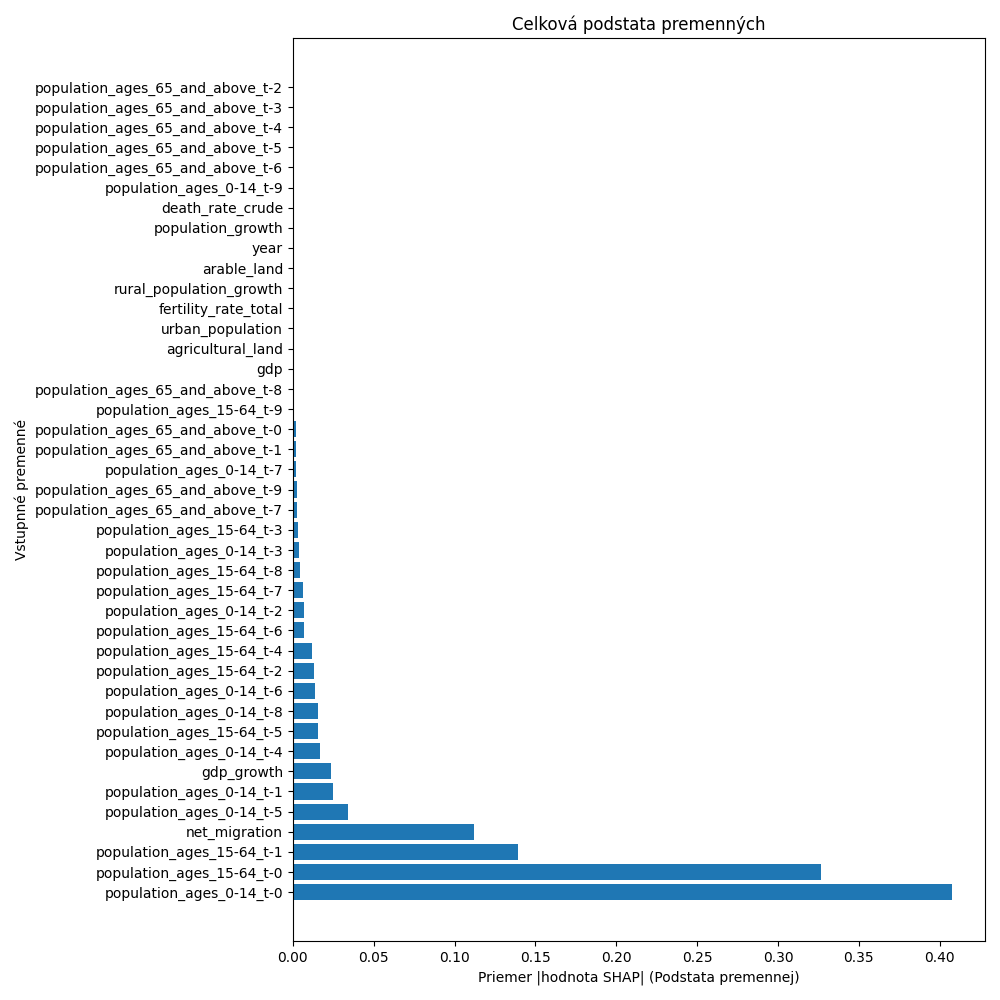 Celková podstata premenných
population_ages_65_and_above_t-2
population_ages_65_and_above_t-3
population_ages_65_and_above_t-4
population_ages_65_and_above_t-5
population_ages_65_and_above_t-6
population_ages_0-14_t-9
death_rate_crude
population_growth
year
arable_land
rural_population_growth
fertility_rate_total
urban_population
agricultural_land
gdp
population_ages_65_and_above_t-8
population_ages_15-64_t-9
population_ages_65_and_above_t-0
population_ages_65_and_above_t-1
population_ages_0-14_t-7
population_ages_65_and_above_t-9
population_ages_65_and_above_t-7
population_ages_15-64_t-3
population_ages_0-14_t-3
population_ages_15-64_t-8
population_ages_15-64_t-7
population_ages_0-14_t-2
population_ages_15-64_t-6
population_ages_15-64_t-4
population_ages_15-64_t-2
population_ages_0-14_t-6
population_ages_0-14_t-8
population_ages_15-64_t-5
population_ages_0-14_t-4
gdp_growth
population_ages_0-14_t-1
population_ages_0-14_t-5
net_migration
population_ages_15-64_t-1
population_ages_15-64_t-0
population_ages_0-14_t-0
Vstupnné premenné
0.00 0.05 0.10 0.15 0.20 0.25 0.30 0.35 0.40
Priemer |hodnota SHAP| (Podstata premennej)